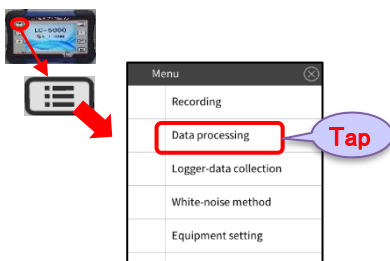 LC-5000
Menu
Recording
Data processing
Tap
Logger-data collection
White-noise method
Equipment setting